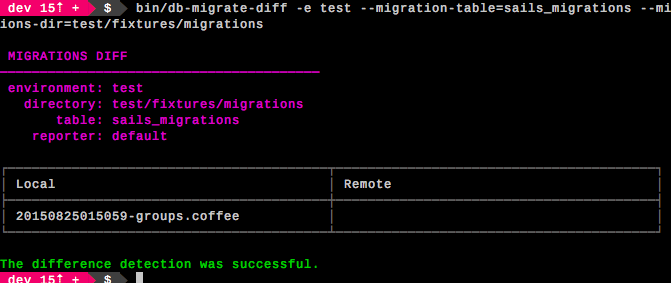 dev 15↑ + $ bin/db-migrate-diff -e test --migration-table=sails_migrations --mi
ions-dir=test/fixtures/migrations
MIGRATIONS DIFF
environment: test
directory: test/fixtures/migrations
table: sails_migrations
reporter: default
Local Remote
20150825015059-groups.coffee
The difference detection was successful.
dev 15↑ + $